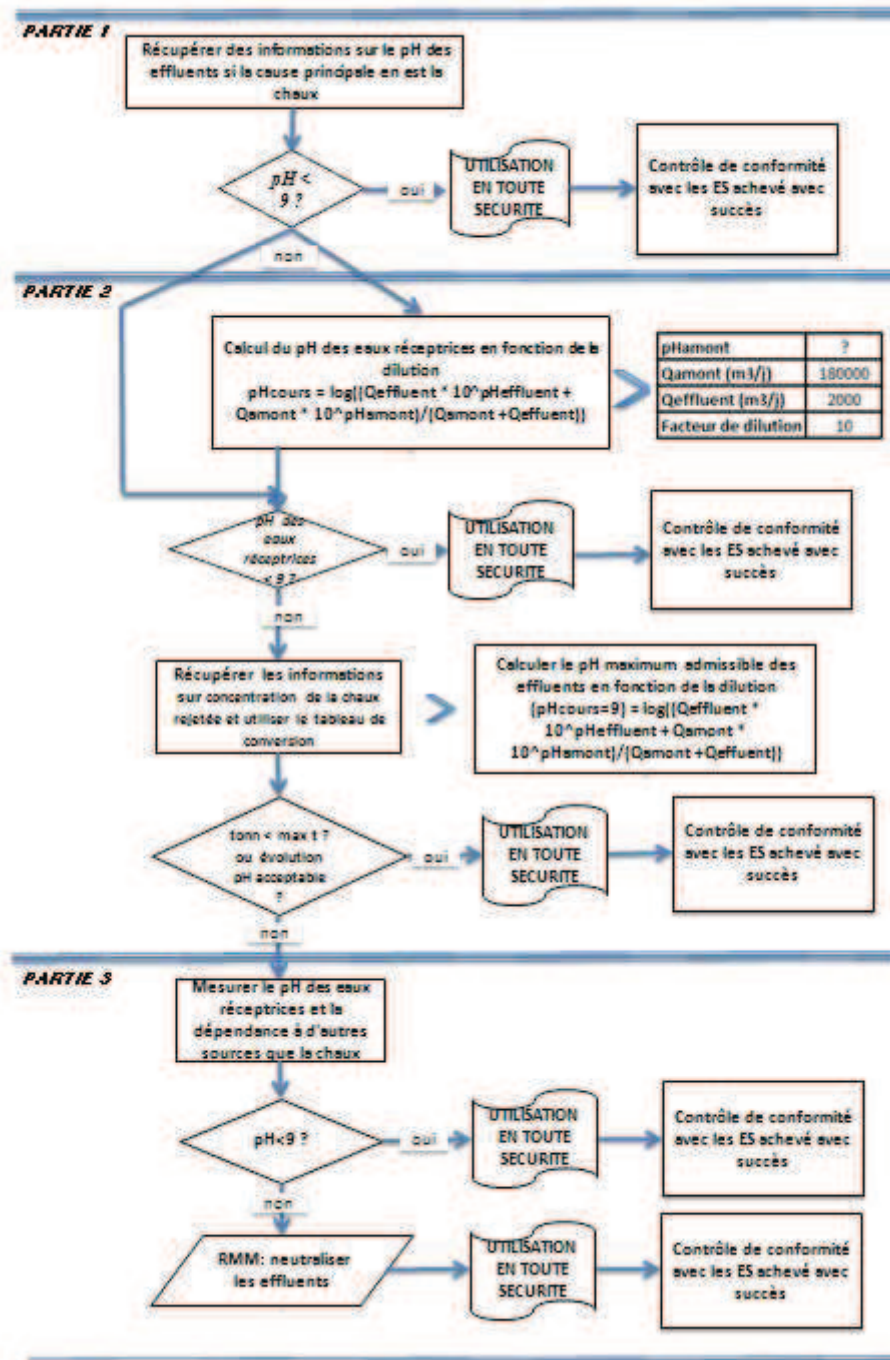 PARTIE 1
Récupérer des informations sur le pH des
effluents si la cause principale en est la
chaux
pH <
9 ?
oui
UTILISATION
EN TOUTE
SECURITE
Contrôle de conformité
avec les ES achevé avec
succès
non
PARTIE 2
Calcul du pH des eaux réceptrices en fonction de la
dilution
pHcours = log((Qeffluent * 10^pHeffluent +
Qamont * 10^pHamont)/(Qamont +Qeffuent))
pHamont ?
Qamont (m3/j) 180000
Qeffluent (m3/j) 2000
Facteur de dilution 10
pH des
eaux
réceptrices
< 9 ?
oui
UTILISATION
EN TOUTE
SECURITE
Contrôle de conformité
avec les ES achevé avec
succès
non
Récupérer les informations
sur concentration de la chaux
rejetée et utiliser le tableau de
conversion
Calculer le pH maximum admissible des
effluents en fonction de la dilution
(pHcours=9) = log((Qeffluent *
10^pHeffluent + Qamont *
10^pHamont)/(Qamont +Qeffuent))
tonn < max t ?
ou évolution
pH acceptable
?
oui
UTILISATION
EN TOUTE
SECURITE
Contrôle de conformité
avec les ES achevé avec
succès
non
PARTIE 3
Mesurer le pH des eaux
réceptrices et la
dépendance à d'autres
sources que la chaux
pH<9 ?
oui
UTILISATION
EN TOUTE
SECURITE
Contrôle de conformité
avec les ES achevé avec
succès
non
RMM: neutraliser
les effluents
UTILISATION
EN TOUTE
SECURITE
Contrôle de conformité
avec les ES achevé avec
succès